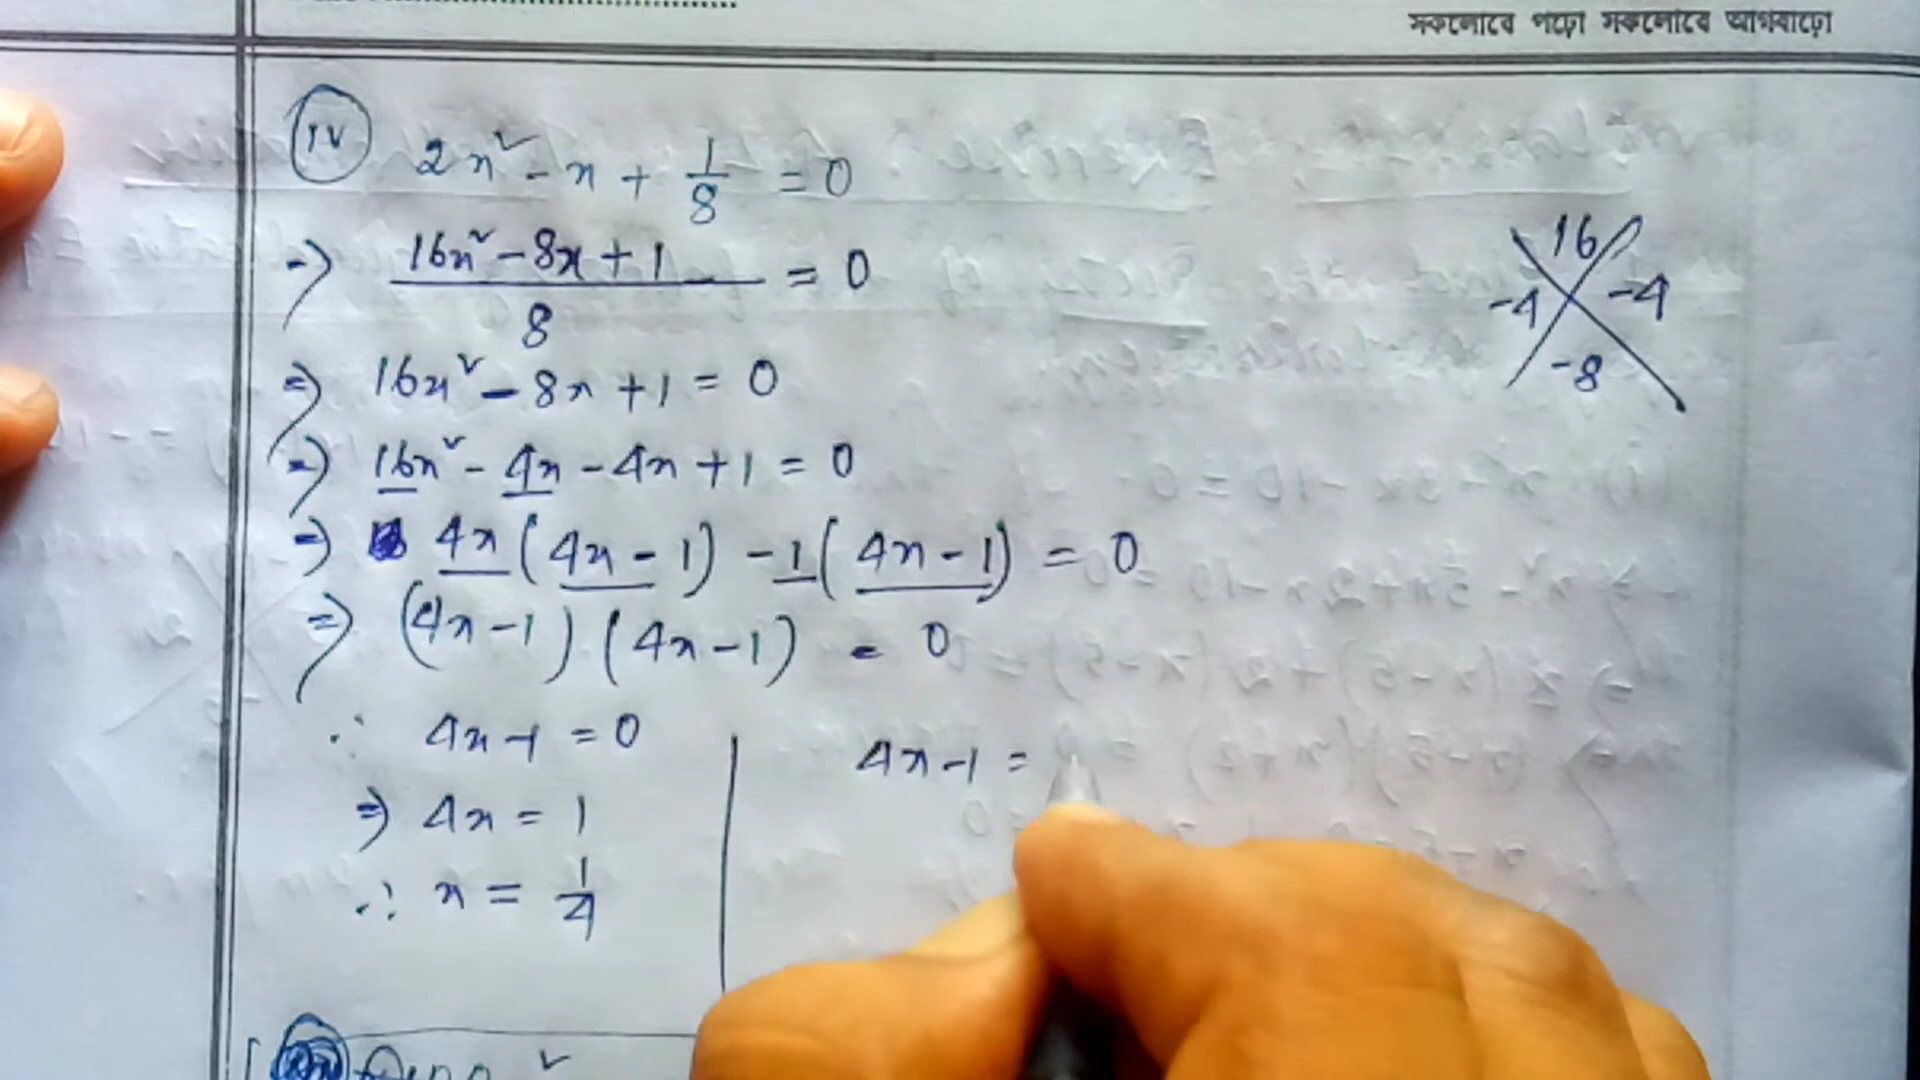 সকলোৱে পঢ়ো সকলোৱে আগবাঢ়ো
(iv) 2x² - x + 1/8 = 0
⇒ (16x² - 8x + 1)/8 = 0
⇒ 16x² - 8x + 1 = 0
⇒ 16x² - 4x - 4x + 1 = 0
⇒ 4x(4x - 1) - 1(4x - 1) = 0
⇒ (4x - 1)(4x - 1) = 0
∴ 4x - 1 = 0
⇒ 4x = 1
∴ x = 1/4
4x - 1 =
16
-4 -4
-8